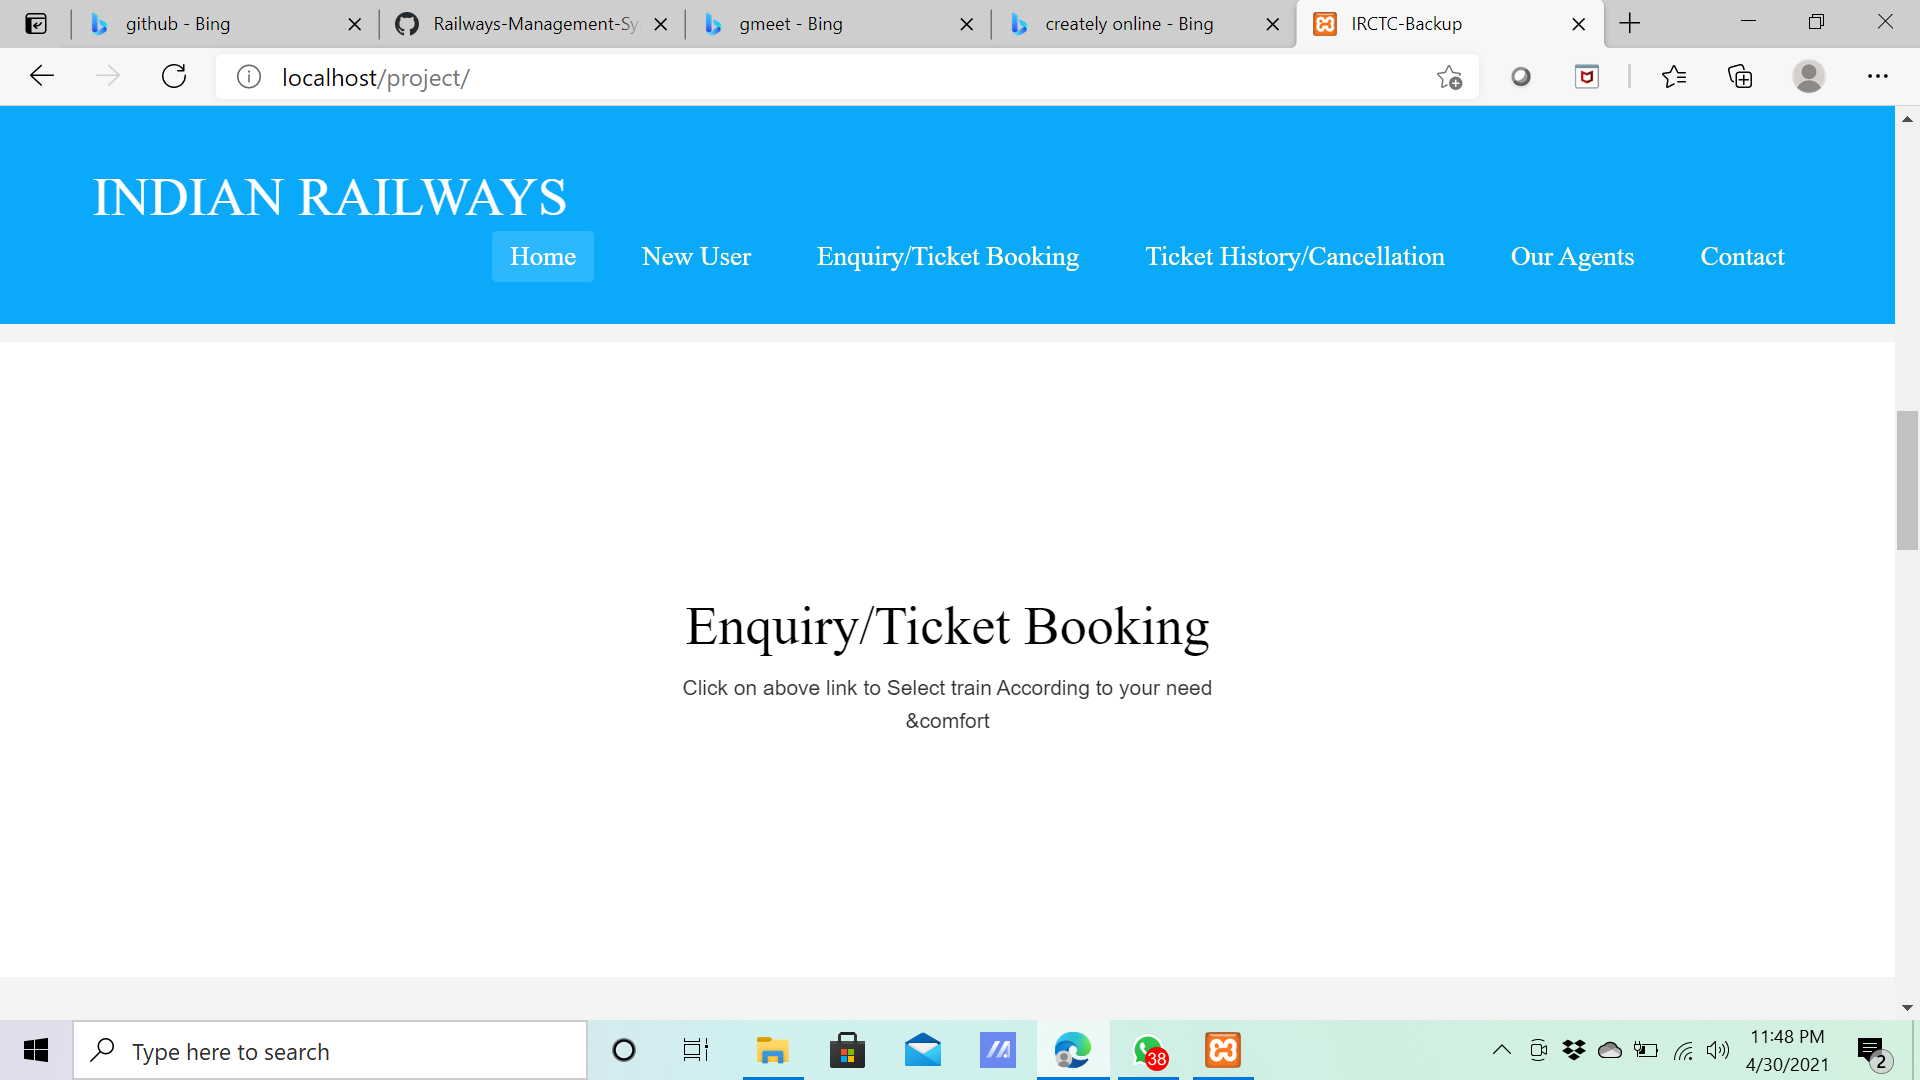 github - Bing
Railways-Management-Sy
gmeet - Bing
creately online - Bing
IRCTC-Backup
localhost/project/
INDIAN RAILWAYS
Home New User Enquiry/Ticket Booking Ticket History/Cancellation Our Agents Contact
Enquiry/Ticket Booking
Click on above link to Select train According to your need
&comfort
Type here to search
38
11:48 PM
4/30/2021
2